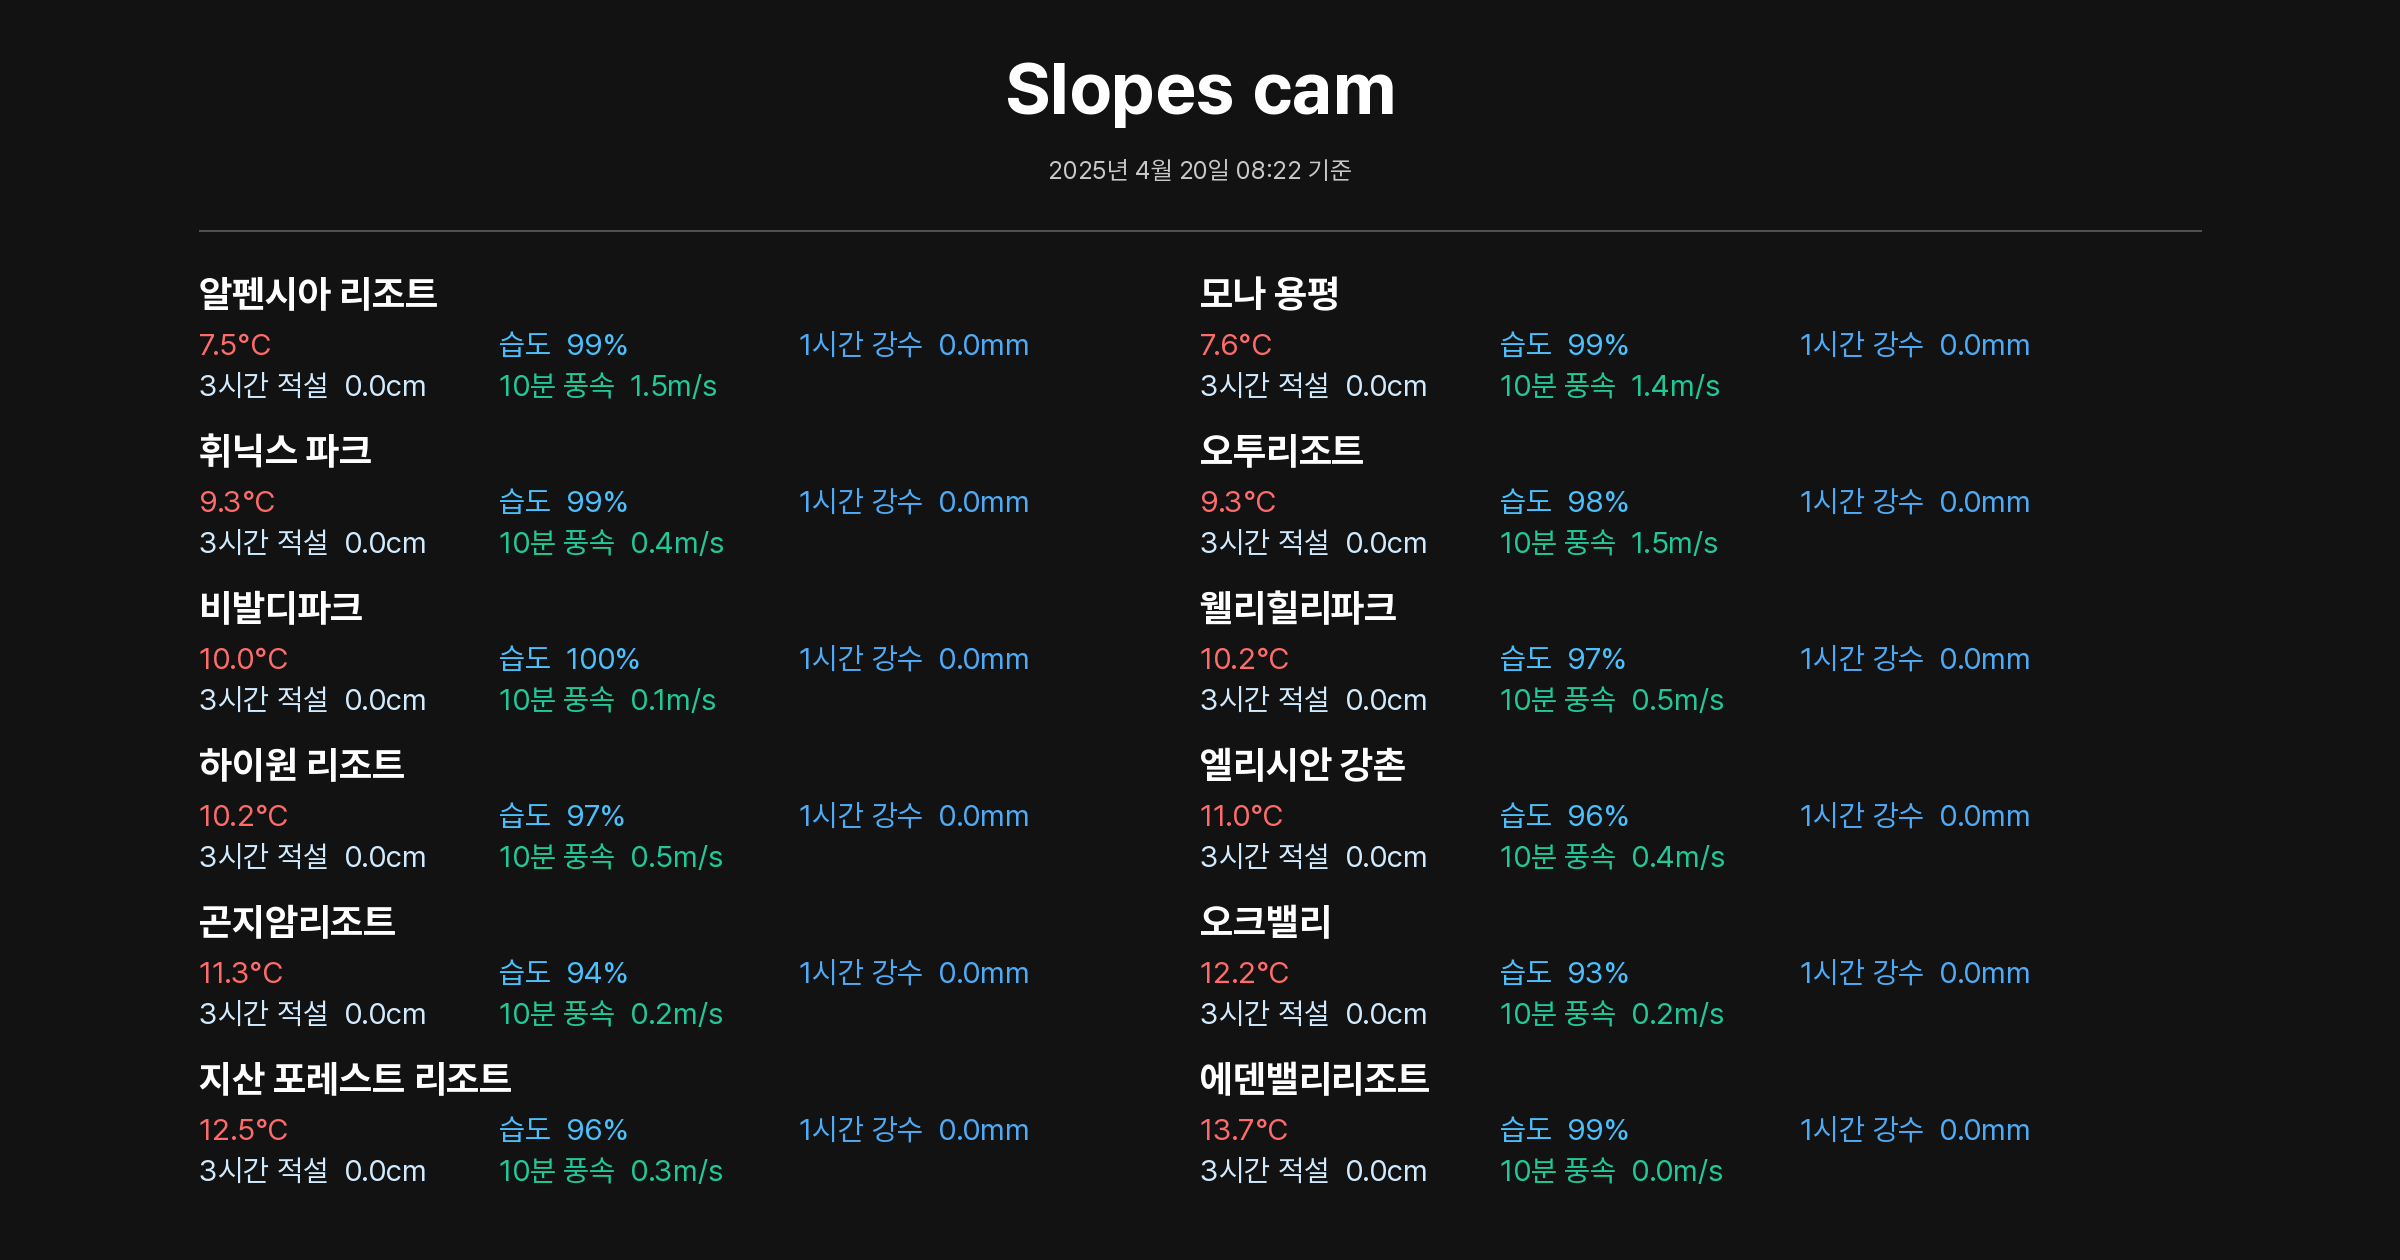 Slopes cam
2025년 4월 20일 08:22 기준
알펜시아 리조트
7.5°C 습도 99% 1시간 강수 0.0mm
3시간 적설 0.0cm 10분 풍속 1.5m/s
모나 용평
7.6°C 습도 99% 1시간 강수 0.0mm
3시간 적설 0.0cm 10분 풍속 1.4m/s
휘닉스 파크
9.3°C 습도 99% 1시간 강수 0.0mm
3시간 적설 0.0cm 10분 풍속 0.4m/s
오투리조트
9.3°C 습도 98% 1시간 강수 0.0mm
3시간 적설 0.0cm 10분 풍속 1.5m/s
비발디파크
10.0°C 습도 100% 1시간 강수 0.0mm
3시간 적설 0.0cm 10분 풍속 0.1m/s
웰리힐리파크
10.2°C 습도 97% 1시간 강수 0.0mm
3시간 적설 0.0cm 10분 풍속 0.5m/s
하이원 리조트
10.2°C 습도 97% 1시간 강수 0.0mm
3시간 적설 0.0cm 10분 풍속 0.5m/s
엘리시안 강촌
11.0°C 습도 96% 1시간 강수 0.0mm
3시간 적설 0.0cm 10분 풍속 0.4m/s
곤지암리조트
11.3°C 습도 94% 1시간 강수 0.0mm
3시간 적설 0.0cm 10분 풍속 0.2m/s
오크밸리
12.2°C 습도 93% 1시간 강수 0.0mm
3시간 적설 0.0cm 10분 풍속 0.2m/s
지산 포레스트 리조트
12.5°C 습도 96% 1시간 강수 0.0mm
3시간 적설 0.0cm 10분 풍속 0.3m/s
에덴밸리리조트
13.7°C 습도 99% 1시간 강수 0.0mm
3시간 적설 0.0cm 10분 풍속 0.0m/s